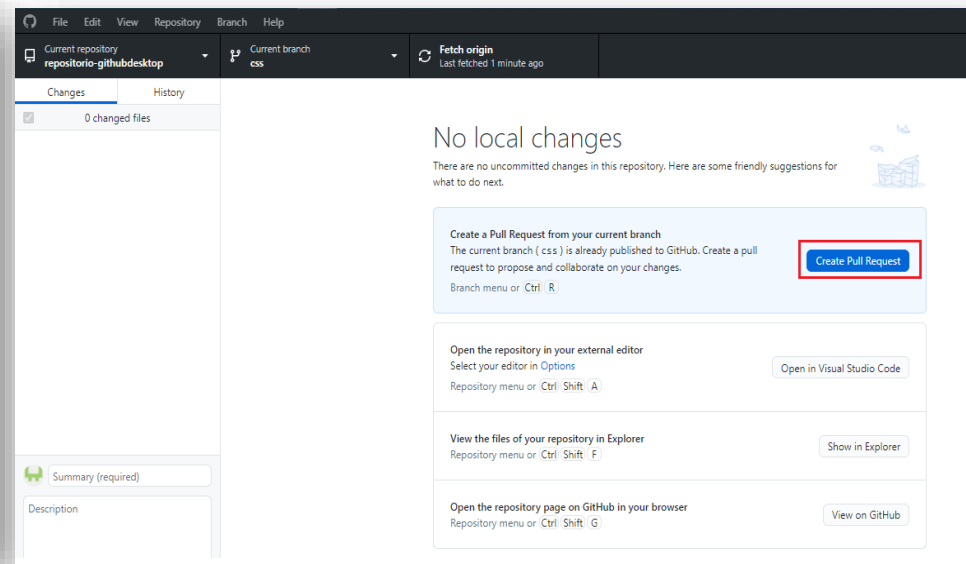 File Edit View Repository Branch Help
Current repository
repositorio-githubdesktop
Current branch
css
Fetch origin
Last fetched 1 minute ago
Changes History
0 changed files
No local changes
There are no uncommitted changes in this repository. Here are some friendly suggestions for
what to do next.
Create a Pull Request from your current branch
The current branch ( css ) is already published to GitHub. Create a pull
request to propose and collaborate on your changes.
Branch menu or Ctrl R
Create Pull Request
Open the repository in your external editor
Select your editor in Options
Repository menu or Ctrl Shift A
Open in Visual Studio Code
View the files of your repository in Explorer
Repository menu or Ctrl Shift F
Show in Explorer
Open the repository page on GitHub in your browser
Repository menu or Ctrl Shift G
View on GitHub
Summary (required)
Description